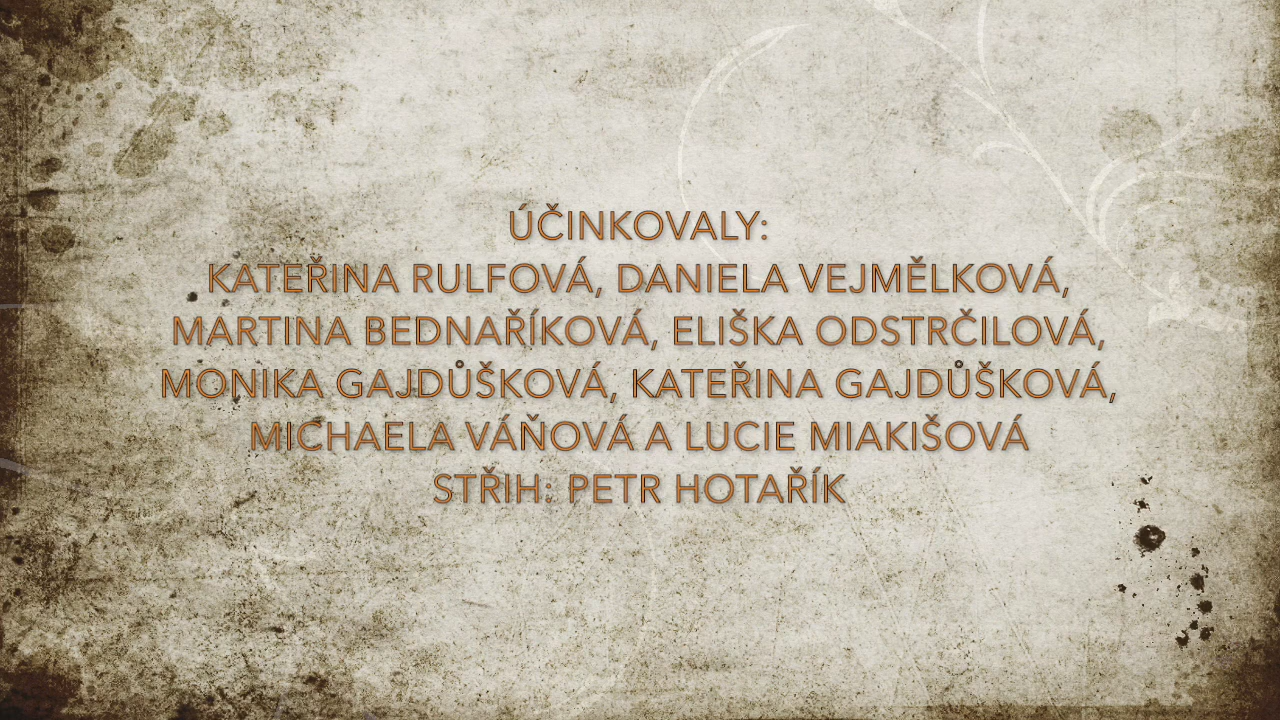 ÚČINKOVALY:
KATEŘINA RULFOVÁ, DANIELA VEJMĚLKOVÁ,
MARTINA BEDNAŘÍKOVÁ, ELIŠKA ODSTRČILOVÁ,
MONIKA GAJDŮŠKOVÁ, KATEŘINA GAJDŮŠKOVÁ,
MICHAELA VÁŇOVÁ A LUCIE MIAKIŠOVÁ
STŘIH: PETR HOTAŘÍK